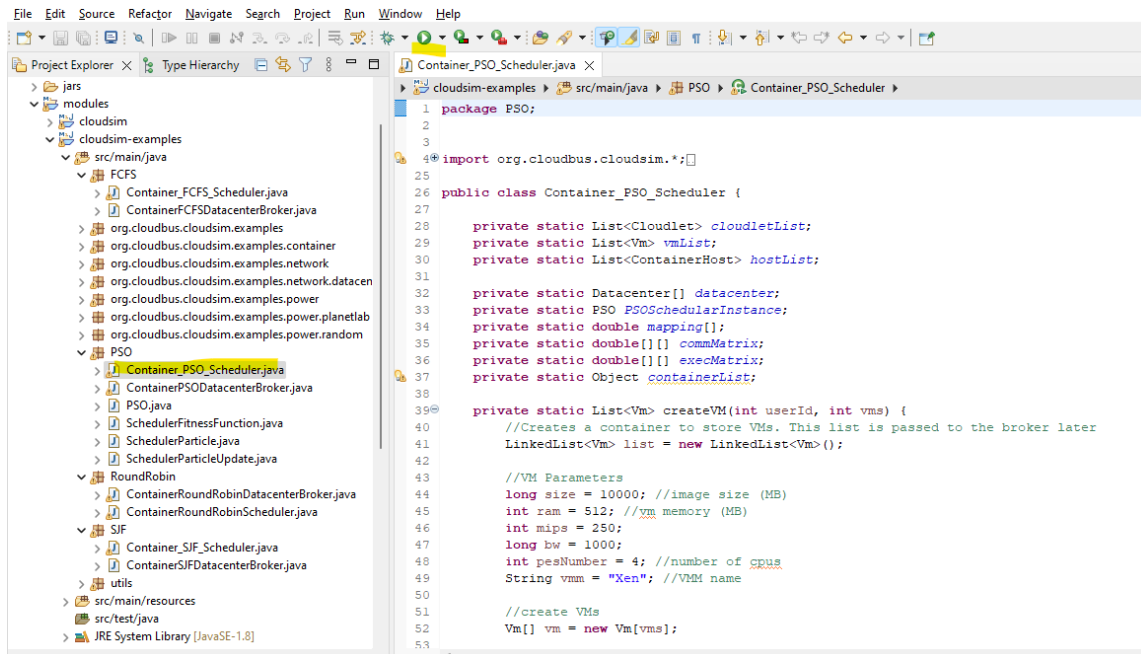 File Edit Source Refactor Navigate Search Project Run Window Help
Project Explorer
Type Hierarchy
jars
modules
cloudsim
cloudsim-examples
src/main/java
FCFS
Container_FCFS_Scheduler.java
ContainerFCFSDatacenterBroker.java
org.cloudbus.cloudsim.examples
org.cloudbus.cloudsim.examples.container
org.cloudbus.cloudsim.examples.network
org.cloudbus.cloudsim.examples.network.datacen
org.cloudbus.cloudsim.examples.power
org.cloudbus.cloudsim.examples.power.planetlab
org.cloudbus.cloudsim.examples.power.random
PSO
Container_PSO_Scheduler.java
ContainerPSODatacenterBroker.java
PSO.java
SchedulerFitnessFunction.java
SchedulerParticle.java
SchedulerParticleUpdate.java
RoundRobin
ContainerRoundRobinDatacenterBroker.java
ContainerRoundRobinScheduler.java
SJF
Container_SJF_Scheduler.java
ContainerSJFDatacenterBroker.java
utils
src/main/resources
src/test/java
JRE System Library [JavaSE-1.8]
Container_PSO_Scheduler.java
cloudsim-examples src/main/java PSO Container_PSO_Scheduler
1 package PSO;
2
3
4 import org.cloudbus.cloudsim.*;
25
26 public class Container_PSO_Scheduler {
27
28 private static List<Cloudlet> cloudletList;
29 private static List<Vm> vmList;
30 private static List<ContainerHost> hostList;
31
32 private static Datacenter[] datacenter;
33 private static PSO PSOSchedularInstance;
34 private static double mapping[];
35 private static double[][] commMatrix;
36 private static double[][] execMatrix;
37 private static Object containerList;
38
39 private static List<Vm> createVM(int userId, int vms) {
40 //Creates a container to store VMs. This list is passed to the broker later
41 LinkedList<Vm> list = new LinkedList<Vm>();
42
43 //VM Parameters
44 long size = 10000; //image size (MB)
45 int ram = 512; //vm memory (MB)
46 int mips = 250;
47 long bw = 1000;
48 int pesNumber = 4; //number of cpus
49 String vmm = "Xen"; //VMM name
50
51 //create VMs
52 Vm[] vm = new Vm[vms];
53